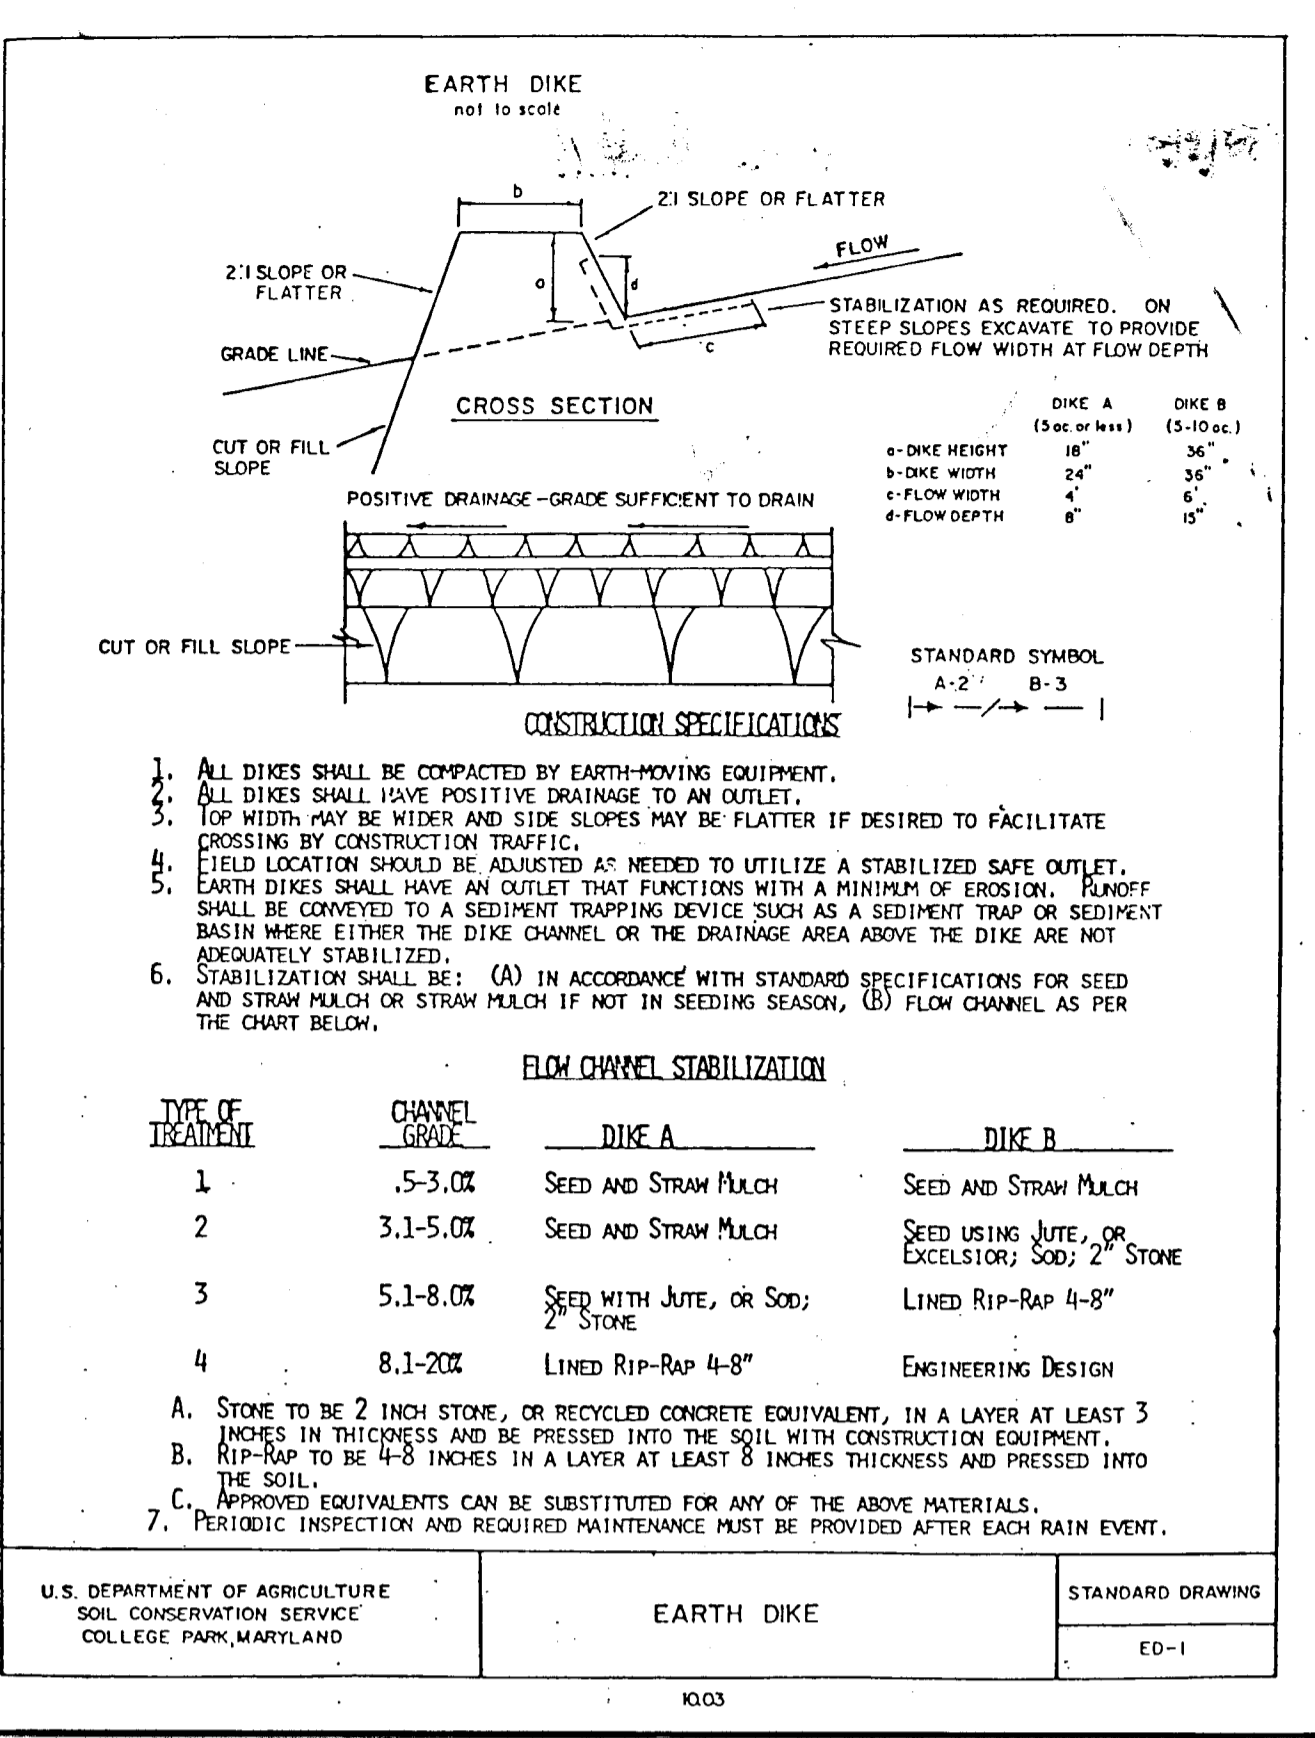 EARTH DIKE
not to scale
b
2:1 SLOPE OR FLATTER
FLOW
2:1 SLOPE OR
FLATTER
a
d
STABILIZATION AS REQUIRED. ON
STEEP SLOPES EXCAVATE TO PROVIDE
REQUIRED FLOW WIDTH AT FLOW DEPTH
c
GRADE LINE
CROSS SECTION
CUT OR FILL
SLOPE
DIKE A DIKE B
(5 ac. or less) (5-10 ac.)
a-DIKE HEIGHT 18" 36"
b-DIKE WIDTH 24" 36"
c-FLOW WIDTH 4' 6'
d-FLOW DEPTH 8" 15"
POSITIVE DRAINAGE-GRADE SUFFICIENT TO DRAIN
CUT OR FILL SLOPE
STANDARD SYMBOL
A-2 B-3
CONSTRUCTION SPECIFICATIONS
1. ALL DIKES SHALL BE COMPACTED BY EARTH-MOVING EQUIPMENT.
2. ALL DIKES SHALL HAVE POSITIVE DRAINAGE TO AN OUTLET.
3. TOP WIDTH MAY BE WIDER AND SIDE SLOPES MAY BE FLATTER IF DESIRED TO FACILITATE
CROSSING BY CONSTRUCTION TRAFFIC.
4. FIELD LOCATION SHOULD BE ADJUSTED AS NEEDED TO UTILIZE A STABILIZED SAFE OUTLET.
5. EARTH DIKES SHALL HAVE AN OUTLET THAT FUNCTIONS WITH A MINIMUM OF EROSION. RUNOFF
SHALL BE CONVEYED TO A SEDIMENT TRAPPING DEVICE SUCH AS A SEDIMENT TRAP OR SEDIMENT
BASIN WHERE EITHER THE DIKE CHANNEL OR THE DRAINAGE AREA ABOVE THE DIKE ARE NOT
ADEQUATELY STABILIZED.
6. STABILIZATION SHALL BE: (A) IN ACCORDANCE WITH STANDARD SPECIFICATIONS FOR SEED
AND STRAW MULCH OR STRAW MULCH IF NOT IN SEEDING SEASON, (B) FLOW CHANNEL AS PER
THE CHART BELOW.
FLOW CHANNEL STABILIZATION
TYPE OF CHANNEL
TREATMENT GRADE DIKE A DIKE B
1 .5-3.0% SEED AND STRAW MULCH SEED AND STRAW MULCH
2 3.1-5.0% SEED AND STRAW MULCH SEED USING JUTE, OR
EXCELSIOR; SOD; 2" STONE
3 5.1-8.0% SEED WITH JUTE, OR SOD; LINED RIP-RAP 4-8"
2" STONE
4 8.1-20% LINED RIP-RAP 4-8" ENGINEERING DESIGN
A. STONE TO BE 2 INCH STONE, OR RECYCLED CONCRETE EQUIVALENT, IN A LAYER AT LEAST 3
INCHES IN THICKNESS AND BE PRESSED INTO THE SOIL WITH CONSTRUCTION EQUIPMENT.
B. RIP-RAP TO BE 4-8 INCHES IN A LAYER AT LEAST 8 INCHES THICKNESS AND PRESSED INTO
THE SOIL.
C. APPROVED EQUIVALENTS CAN BE SUBSTITUTED FOR ANY OF THE ABOVE MATERIALS.
7. PERIODIC INSPECTION AND REQUIRED MAINTENANCE MUST BE PROVIDED AFTER EACH RAIN EVENT.
U.S. DEPARTMENT OF AGRICULTURE
SOIL CONSERVATION SERVICE
COLLEGE PARK, MARYLAND
EARTH DIKE
STANDARD DRAWING
ED-1
10.03